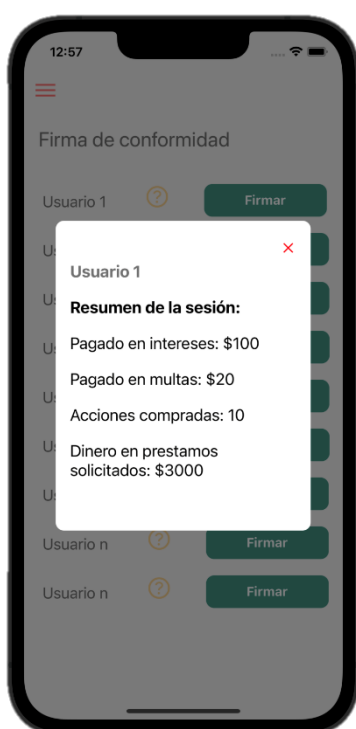 12:57
Firma de conformidad
Usuario 1 ? Firmar
Usuario 1
Resumen de la sesión:
Pagado en intereses: $100
Pagado en multas: $20
Acciones compradas: 10
Dinero en prestamos
solicitados: $3000
Usuario n ? Firmar
Usuario n ? Firmar